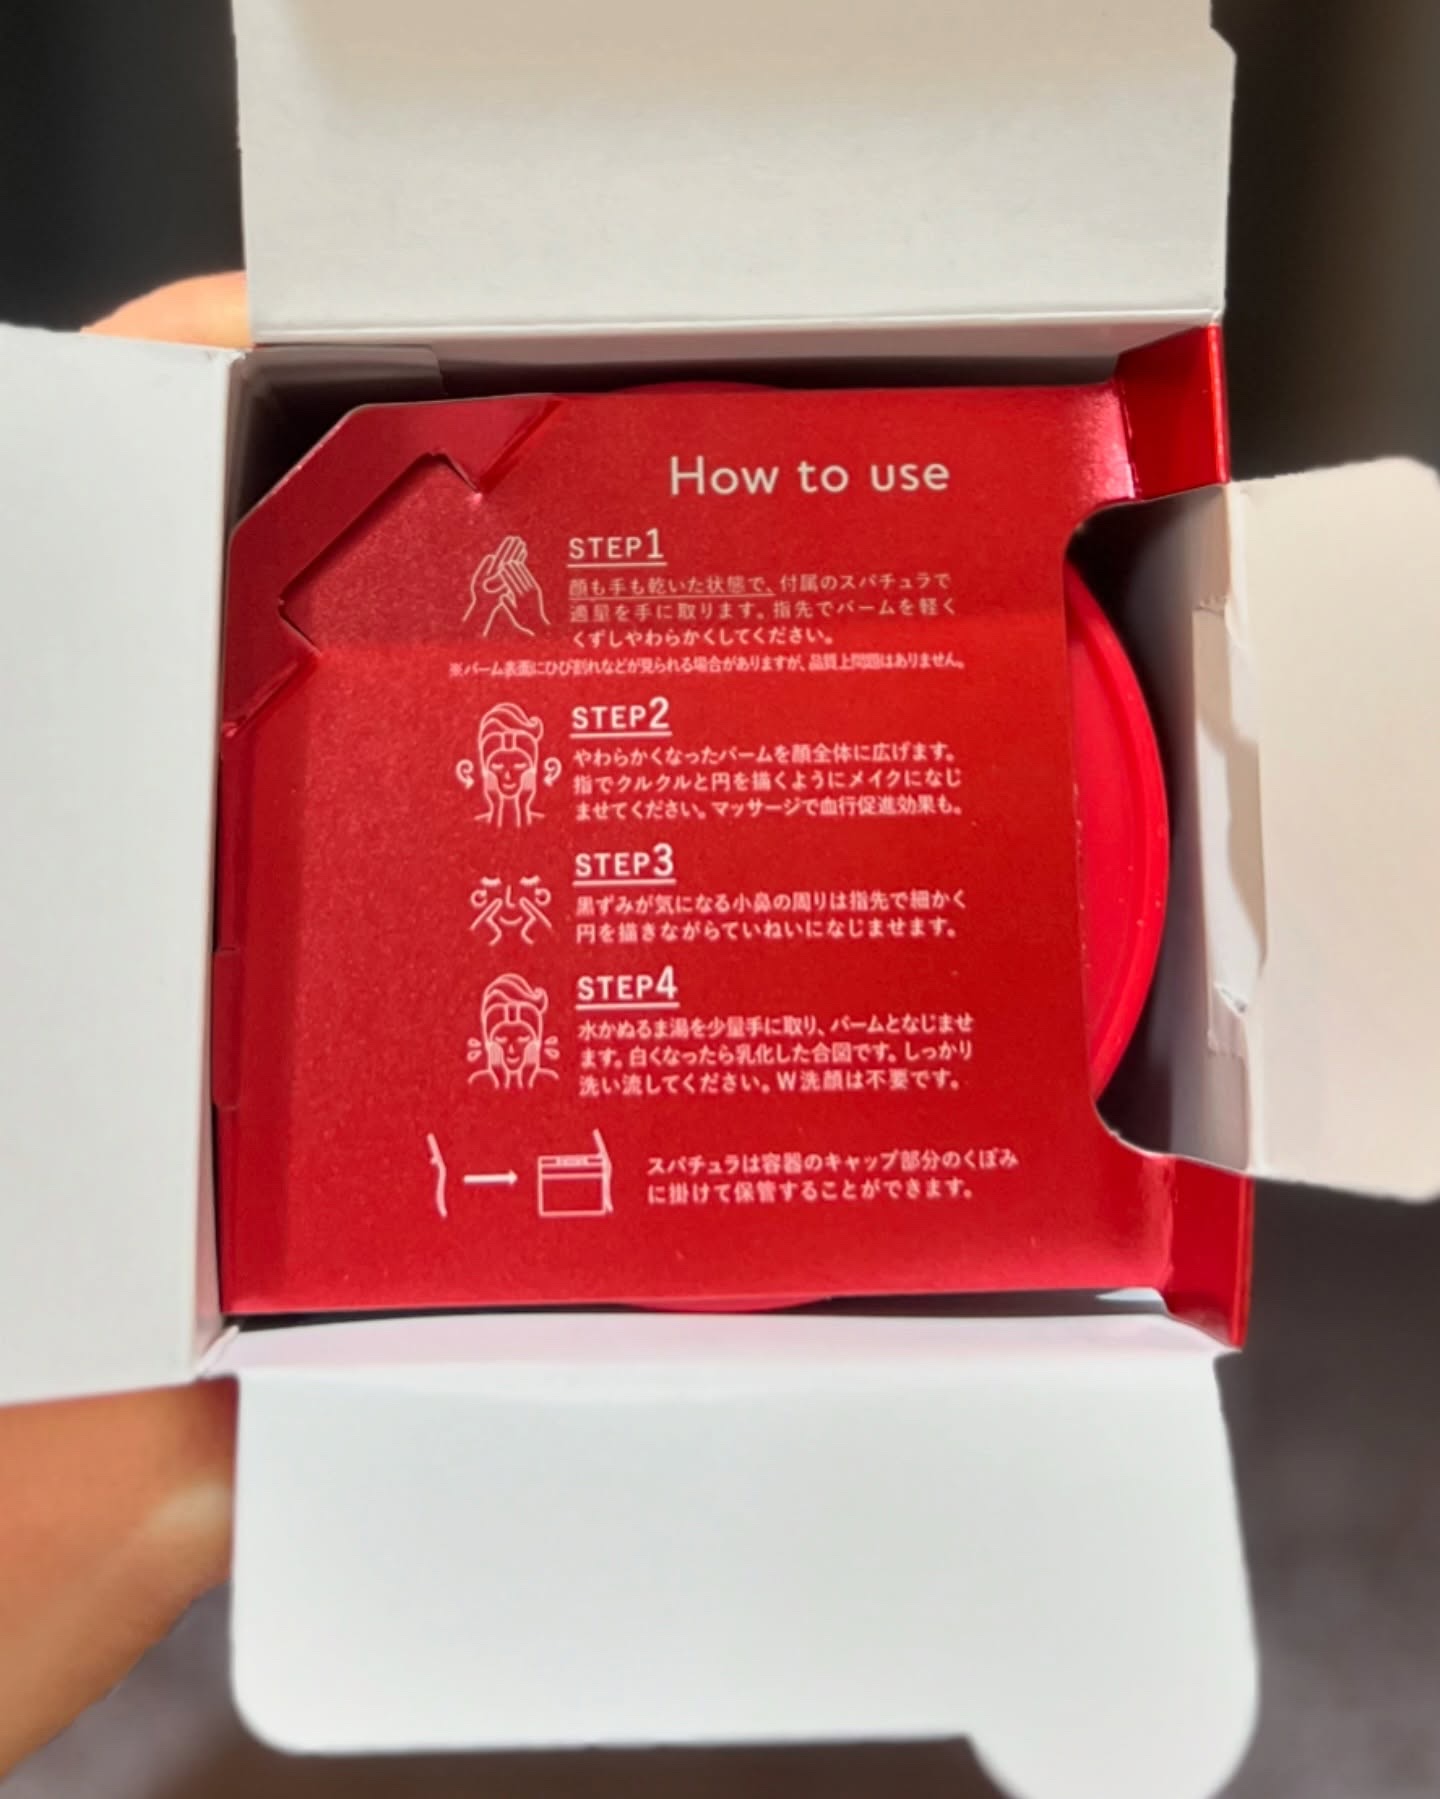 How to use
STEP1
顔も手も乾いた状態で、付属のスパチュラで
適量を手に取ります。指先でバームを軽く
くずしやわらかくしてください。
※バーム表面にひび割れなどが見られる場合がありますが、品質上問題はありません。
STEP2
やわらかくなったバームを顔全体に広げます。
指でクルクルと円を描くようにメイクになじ
ませてください。マッサージで血行促進効果も。
STEP3
黒ずみが気になる小鼻の周りは指先で細かく
円を描きながらていねいになじませます。
STEP4
水かぬるま湯を少量手に取り、バームとなじませ
ます。白くなったら乳化した合図です。しっかり
洗い流してください。W洗顔は不要です。
スパチュラは容器のキャップ部分のくぼみ
に掛けて保管することができます。